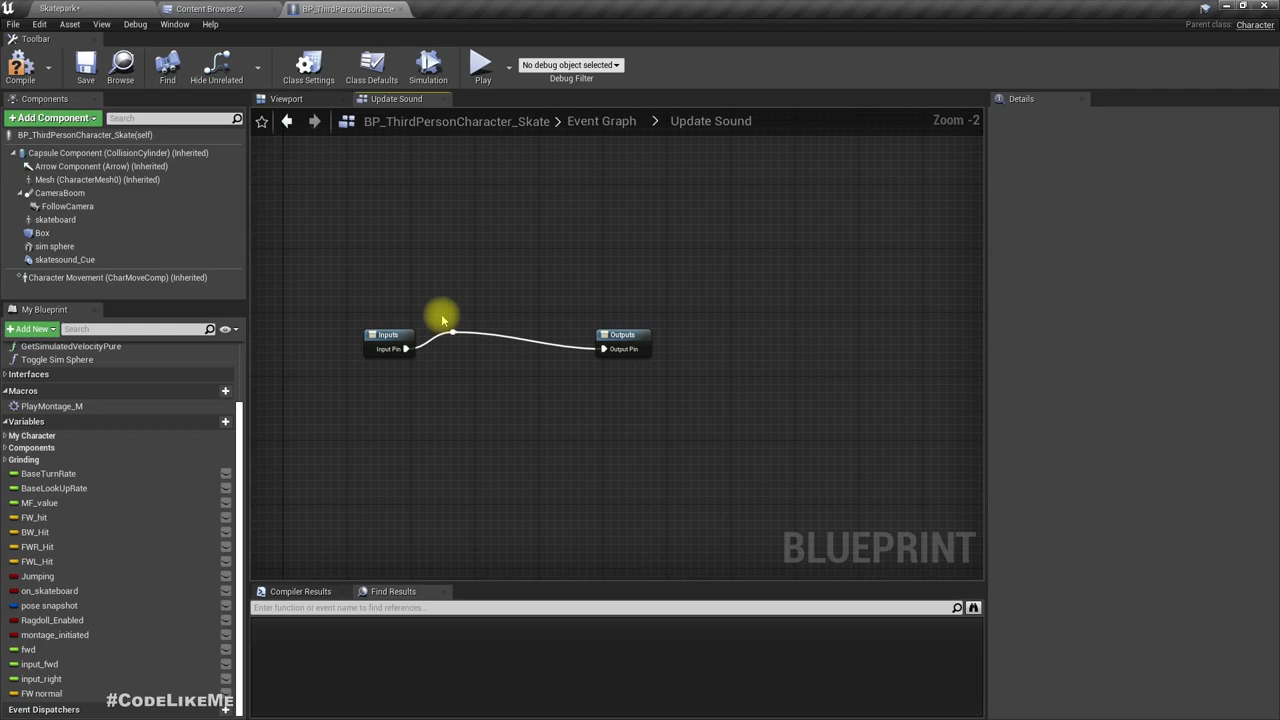 Skatepark*
Content Browser 2
BP_ThirdPersonCharacter*
File Edit Asset View Debug Window Help
Parent class: Character
Toolbar
Compile
Save
Browse
Find
Hide Unrelated
Class Settings
Class Defaults
Simulation
Play
No debug object selected
Debug Filter
Components
+ Add Component
Search
BP_ThirdPersonCharacter_Skate(self)
Capsule Component (CollisionCylinder) (Inherited)
Arrow Component (Arrow) (Inherited)
Mesh (CharacterMesh0) (Inherited)
CameraBoom
FollowCamera
skateboard
Box
sim sphere
skatesound_Cue
Character Movement (CharMoveComp) (Inherited)
My Blueprint
+ Add New
Search
GetSimulatedVelocityPure
Toggle Sim Sphere
Interfaces
Macros
PlayMontage_M
Variables
My Character
Components
Grinding
BaseTurnRate
BaseLookUpRate
MF_value
FW_hit
BW_Hit
FWR_Hit
FWL_Hit
Jumping
on_skateboard
pose snapshot
Ragdoll_Enabled
montage_initiated
fwd
input_fwd
input_right
FW normal
Event Dispatchers
#CodeLikeMe
Viewport
Update Sound
BP_ThirdPersonCharacter_Skate > Event Graph > Update Sound
Zoom -2
Inputs
Input Pin
Outputs
Output Pin
BLUEPRINT
Compiler Results
Find Results
Enter function or event name to find references...
Details